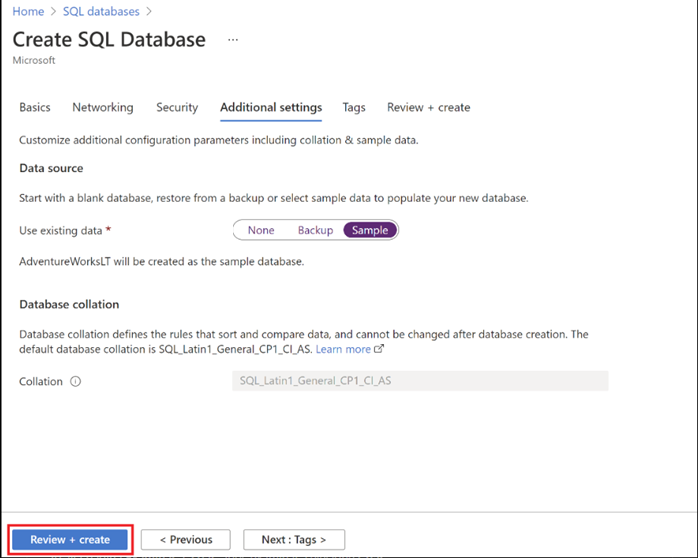 Home > SQL databases >
Create SQL Database ...
Microsoft
Basics Networking Security Additional settings Tags Review + create
Customize additional configuration parameters including collation & sample data.
Data source
Start with a blank database, restore from a backup or select sample data to populate your new database.
Use existing data * None Backup Sample
AdventureWorksLT will be created as the sample database.
Database collation
Database collation defines the rules that sort and compare data, and cannot be changed after database creation. The
default database collation is SQL_Latin1_General_CP1_CI_AS. Learn more
Collation SQL_Latin1_General_CP1_CI_AS
Review + create < Previous Next : Tags >